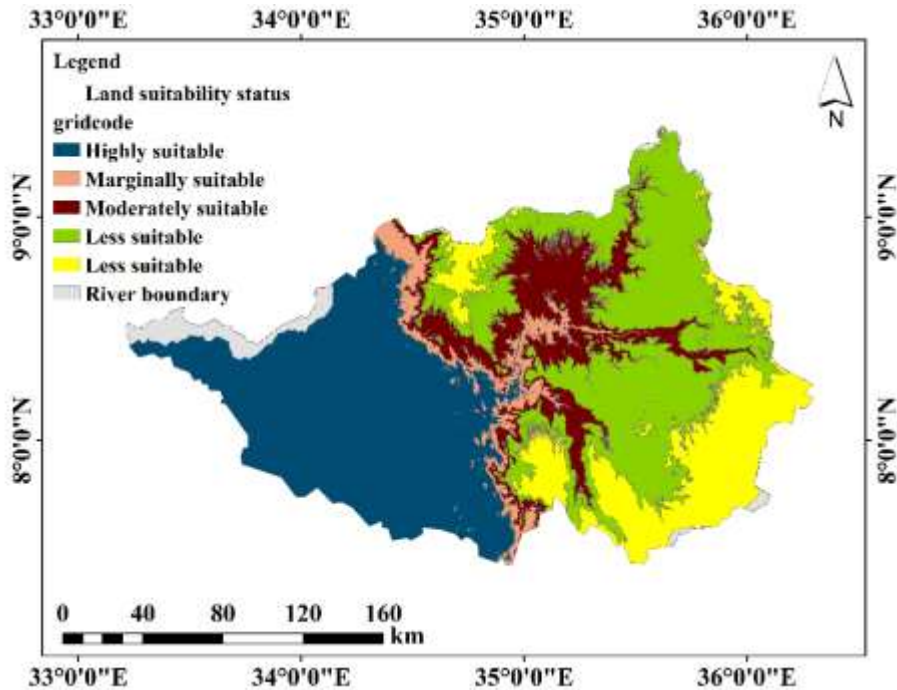 33°0'0"E 34°0'0"E 35°0'0"E 36°0'0"E
Legend
Land suitability status
gridcode
Highly suitable
Marginally suitable
Moderately suitable
Less suitable
Less suitable
River boundary
N
9°0'0"N 9°0'0"N
8°0'0"N 8°0'0"N
0 40 80 120 160
km
33°0'0"E 34°0'0"E 35°0'0"E 36°0'0"E